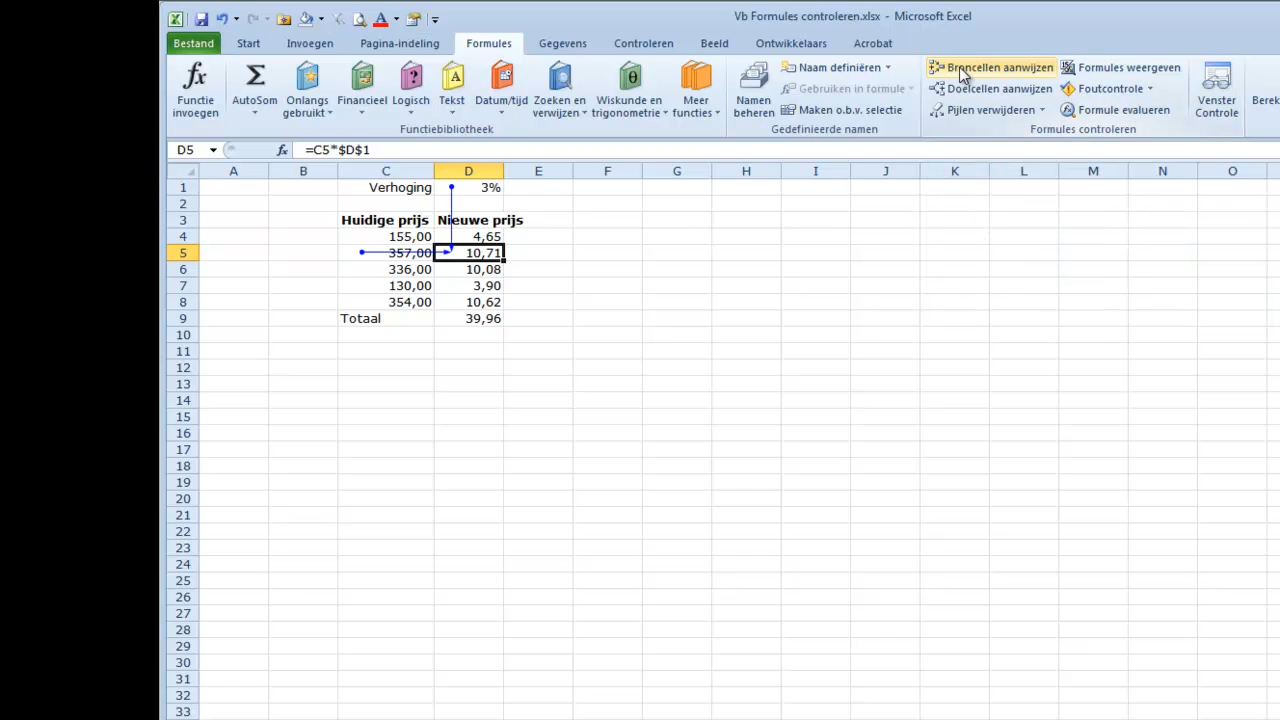 Vb Formules controleren.xlsx - Microsoft Excel
Bestand Start Invoegen Pagina-indeling Formules Gegevens Controleren Beeld Ontwikkelaars Acrobat
Functie invoegen
AutoSom
Onlangs gebruikt
Financieel
Logisch
Tekst
Datum/tijd
Zoeken en verwijzen
Wiskunde en trigonometrie
Meer functies
Functiebibliotheek
Namen beheren
Naam definiëren
Gebruiken in formule
Maken o.b.v. selectie
Gedefinieerde namen
Broncellen aanwijzen
Doelcellen aanwijzen
Pijlen verwijderen
Formules weergeven
Foutcontrole
Formule evalueren
Formules controleren
Venster Controle
Berek
D5 fx =C5*$D$1
A B C D E F G H I J K L M N O
1 Verhoging 3%
2
3 Huidige prijs Nieuwe prijs
4 155,00 4,65
5 357,00 10,71
6 336,00 10,08
7 130,00 3,90
8 354,00 10,62
9 Totaal 39,96
10
11
12
13
14
15
16
17
18
19
20
21
22
23
24
25
26
27
28
29
30
31
32
33